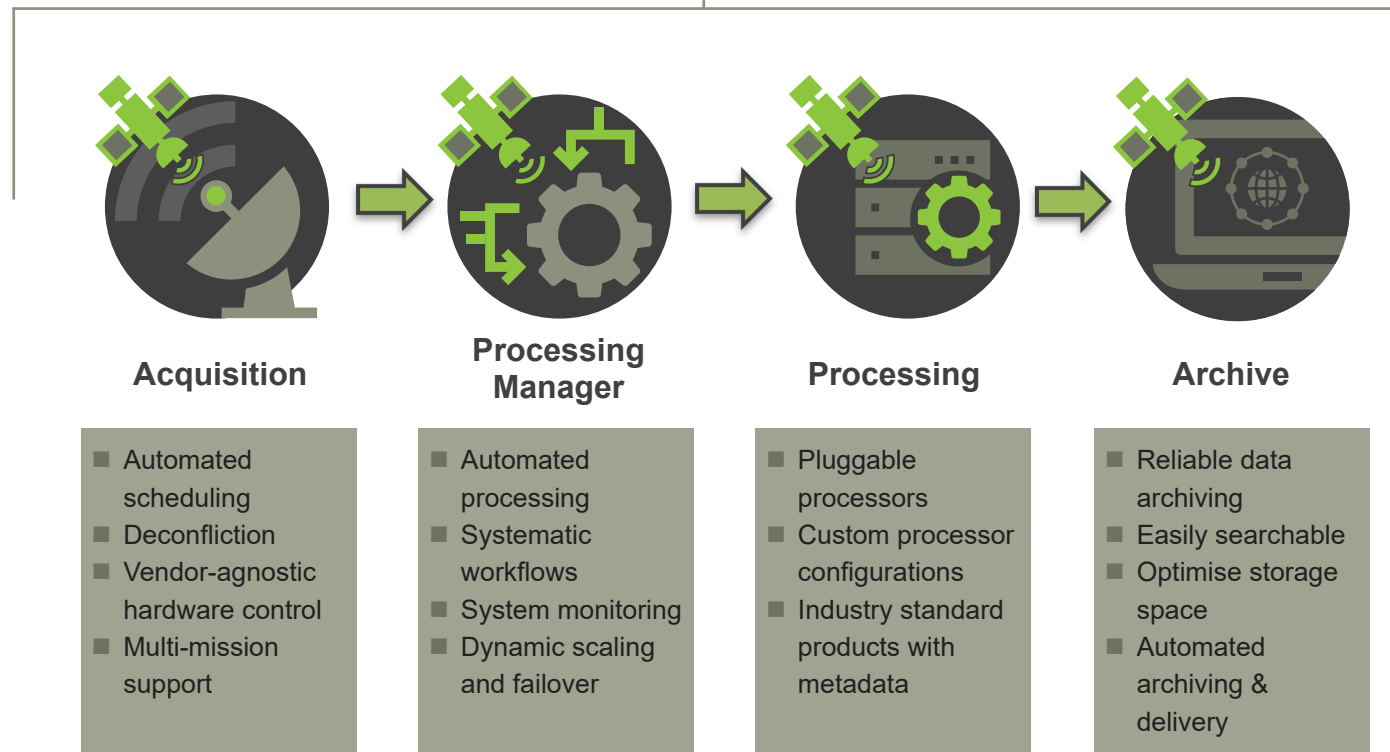 Acquisition
Automated
scheduling
Deconfliction
Vendor-agnostic
hardware control
Multi-mission
support
Processing
Manager
Automated
processing
Systematic
workflows
System monitoring
Dynamic scaling
and failover
Processing
Pluggable
processors
Custom processor
configurations
Industry standard
products with
metadata
Archive
Reliable data
archiving
Easily searchable
Optimise storage
space
Automated
archiving &
delivery